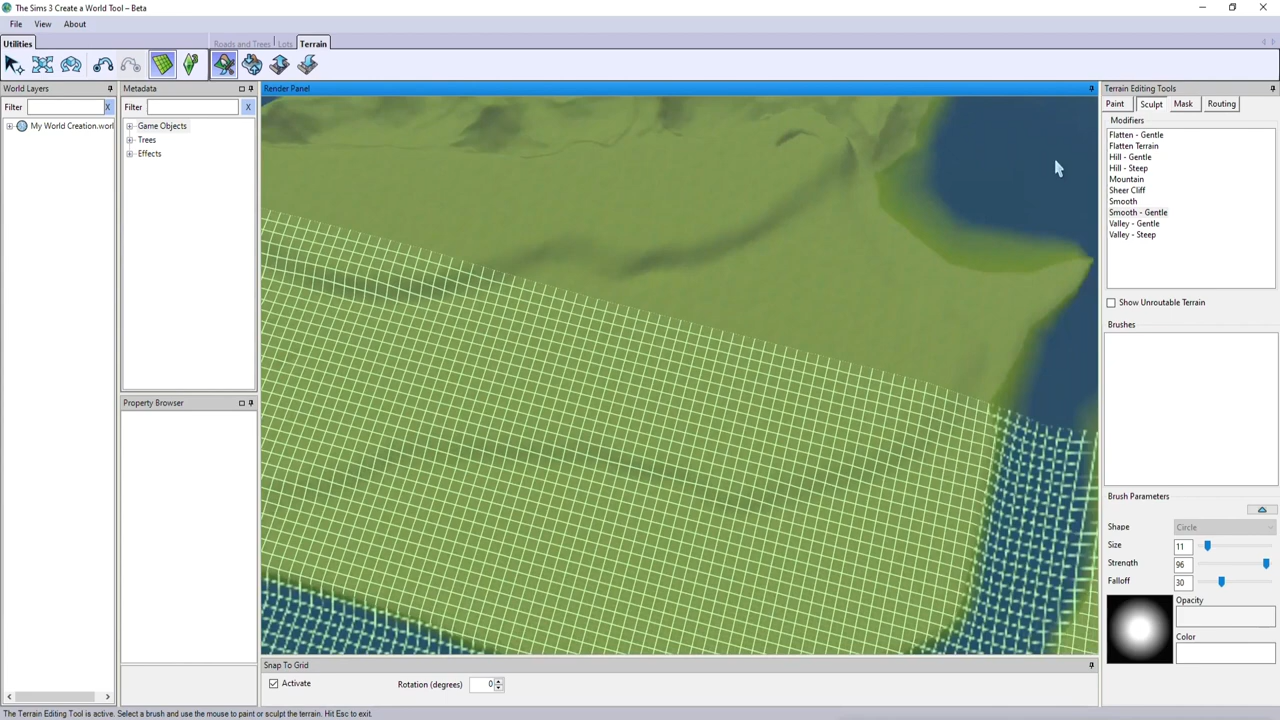 The Sims 3 Create a World Tool – Beta
File View About
Utilities Roads and Trees Lots Terrain
World Layers
Filter X
My World Creation.worl
Metadata
Filter X
Game Objects
Trees
Effects
Property Browser
Render Panel
Snap To Grid
Activate Rotation (degrees) 0
Terrain Editing Tools
Paint Sculpt Mask Routing
Modifiers
Flatten - Gentle
Flatten Terrain
Hill - Gentle
Hill - Steep
Mountain
Sheer Cliff
Smooth
Smooth - Gentle
Valley - Gentle
Valley - Steep
Show Unroutable Terrain
Brushes
Brush Parameters
Shape Circle
Size 11
Strength 96
Falloff 30
Opacity
Color
The Terrain Editing Tool is active. Select a brush and use the mouse to paint or sculpt the terrain. Hit Esc to exit.